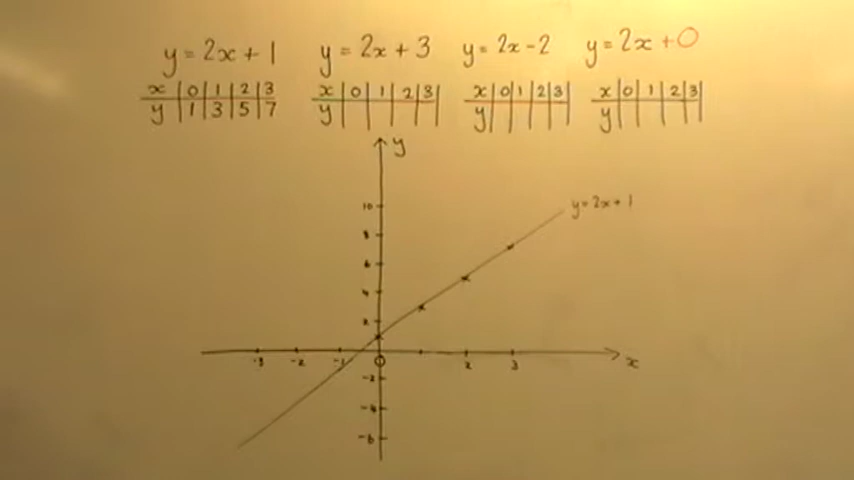 y = 2x + 1 y = 2x + 3 y = 2x - 2 y = 2x + 0
x 0 1 2 3 x 0 1 2 3 x 0 1 2 3 x 0 1 2 3
y 1 3 5 7 y y y
y
10
y = 2x + 1
8
6
4
2
-3 -2 -1 0 2 3 x
-2
-4
-6